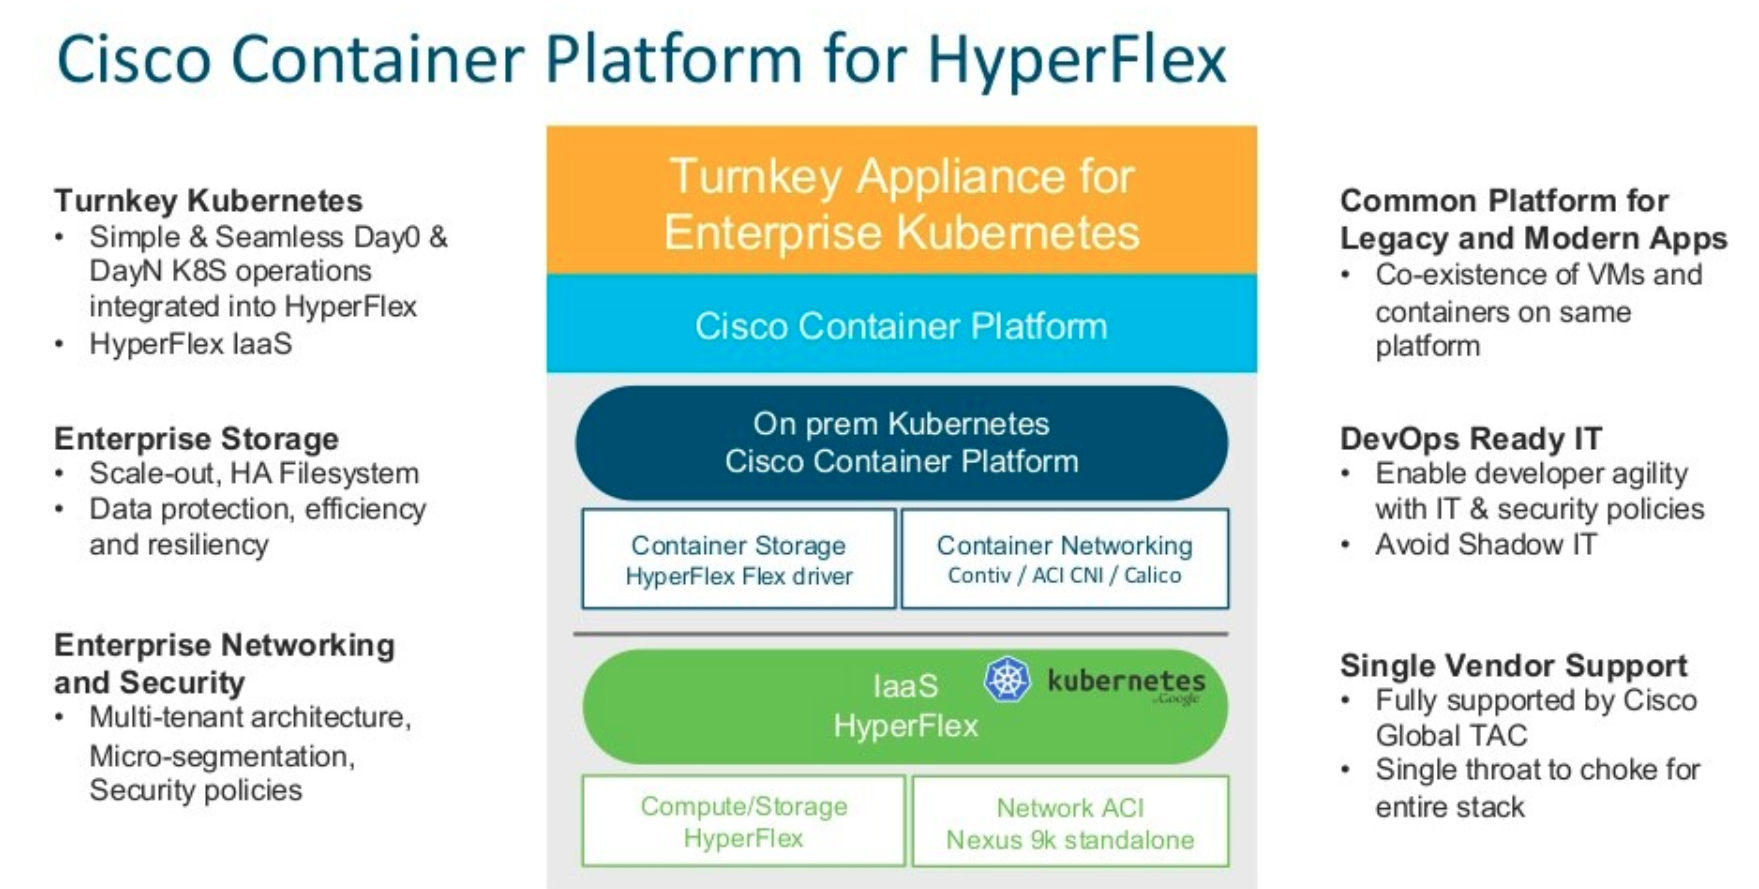 Cisco Container Platform for HyperFlex
Turnkey Kubernetes
• Simple & Seamless Day0 &
DayN K8S operations
integrated into HyperFlex
• HyperFlex IaaS
Enterprise Storage
• Scale-out, HA Filesystem
• Data protection, efficiency
and resiliency
Enterprise Networking
and Security
• Multi-tenant architecture,
Micro-segmentation,
Security policies
Turnkey Appliance for
Enterprise Kubernetes
Cisco Container Platform
On prem Kubernetes
Cisco Container Platform
Container Storage
HyperFlex Flex driver
Container Networking
Contiv / ACI CNI / Calico
IaaS
HyperFlex
kubernetes
by Google
Compute/Storage
HyperFlex
Network ACI
Nexus 9k standalone
Common Platform for
Legacy and Modern Apps
• Co-existence of VMs and
containers on same
platform
DevOps Ready IT
• Enable developer agility
with IT & security policies
• Avoid Shadow IT
Single Vendor Support
• Fully supported by Cisco
Global TAC
• Single throat to choke for
entire stack